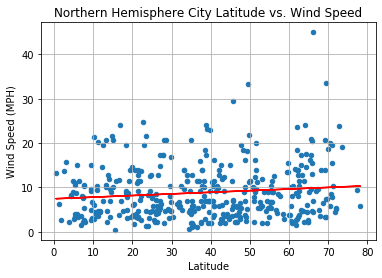 Northern Hemisphere City Latitude vs. Wind Speed
Wind Speed (MPH)
40
30
20
10
0
0 10 20 30 40 50 60 70 80
Latitude